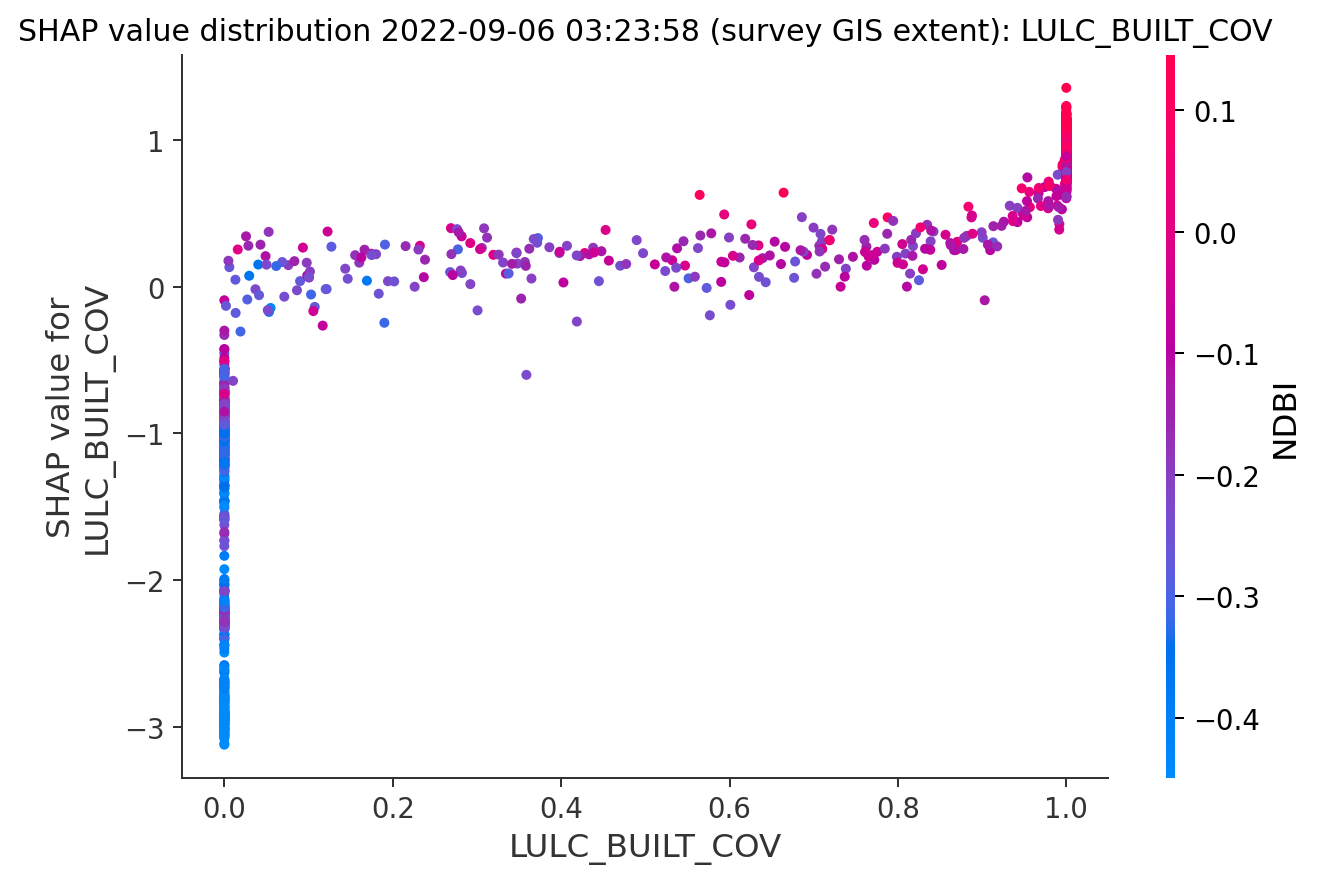 SHAP value distribution 2022-09-06 03:23:58 (survey GIS extent): LULC_BUILT_COV
SHAP value for
LULC_BUILT_COV
1
0
−1
−2
−3
0.0 0.2 0.4 0.6 0.8 1.0
LULC_BUILT_COV
0.1
0.0
−0.1
−0.2
−0.3
−0.4
NDBI